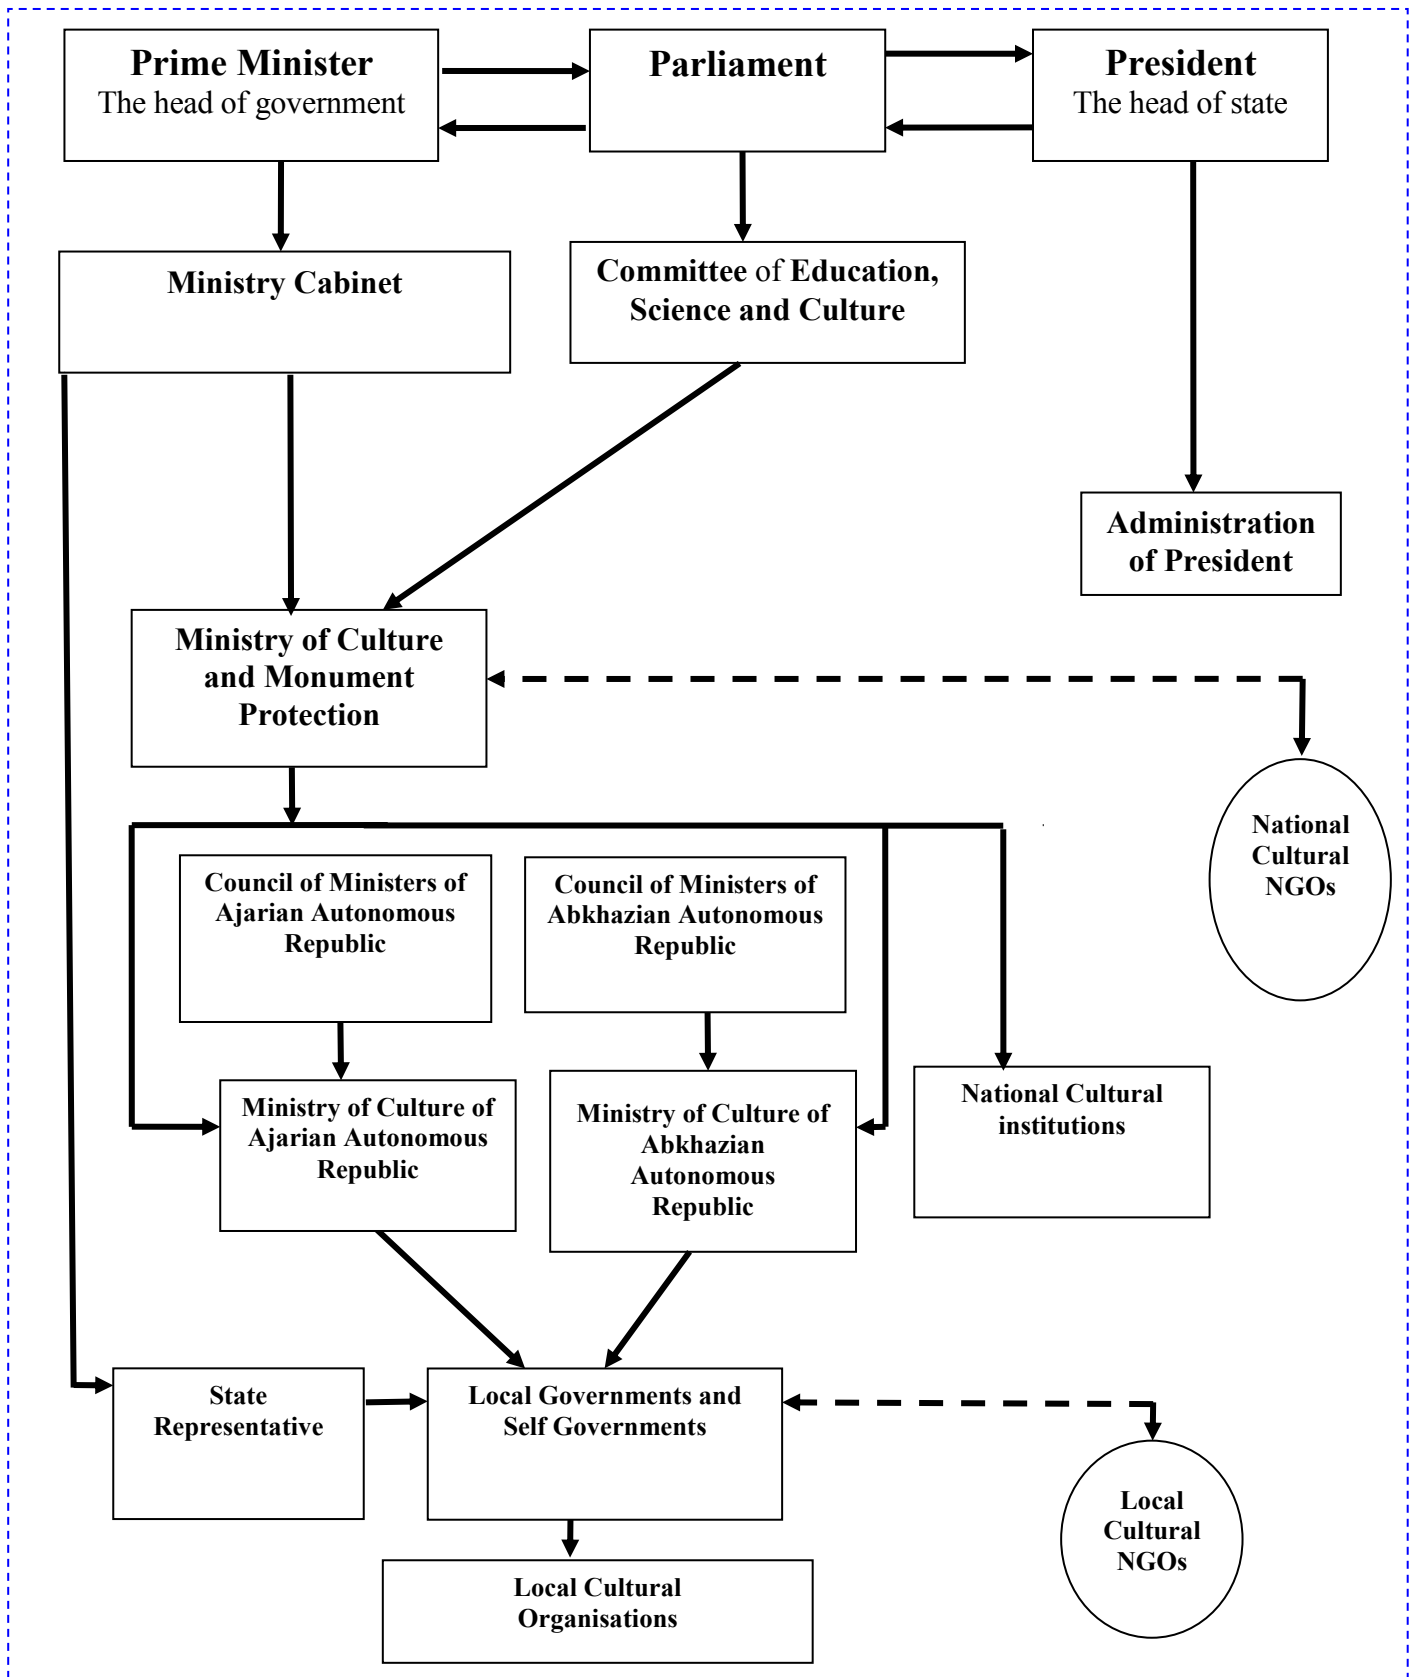 Prime Minister
The head of government
Parliament
President
The head of state
Ministry Cabinet
Committee of Education,
Science and Culture
Administration
of President
Ministry of Culture
and Monument
Protection
National
Cultural
NGOs
Council of Ministers of
Ajarian Autonomous
Republic
Council of Ministers of
Abkhazian Autonomous
Republic
Ministry of Culture of
Ajarian Autonomous
Republic
Ministry of Culture of
Abkhazian
Autonomous
Republic
National Cultural
institutions
State
Representative
Local Governments and
Self Governments
Local
Cultural
NGOs
Local Cultural
Organisations